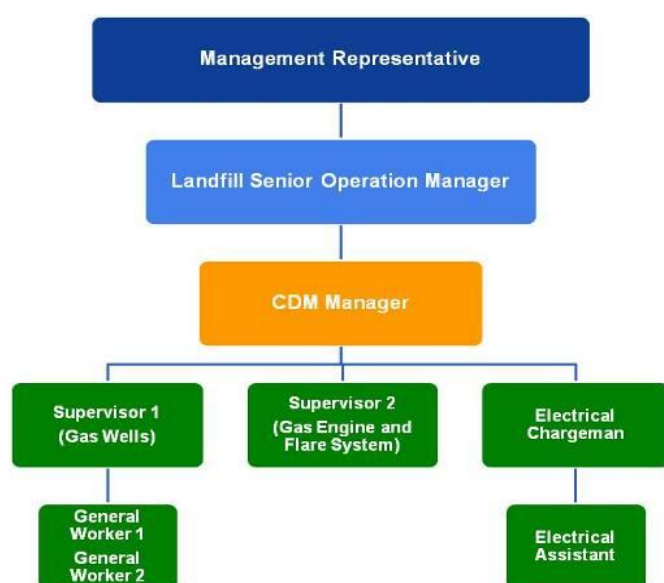 Management Representative
Landfill Senior Operation Manager
CDM Manager
Supervisor 1
(Gas Wells)
Supervisor 2
(Gas Engine and
Flare System)
Electrical
Chargeman
General
Worker 1
General
Worker 2
Electrical
Assistant